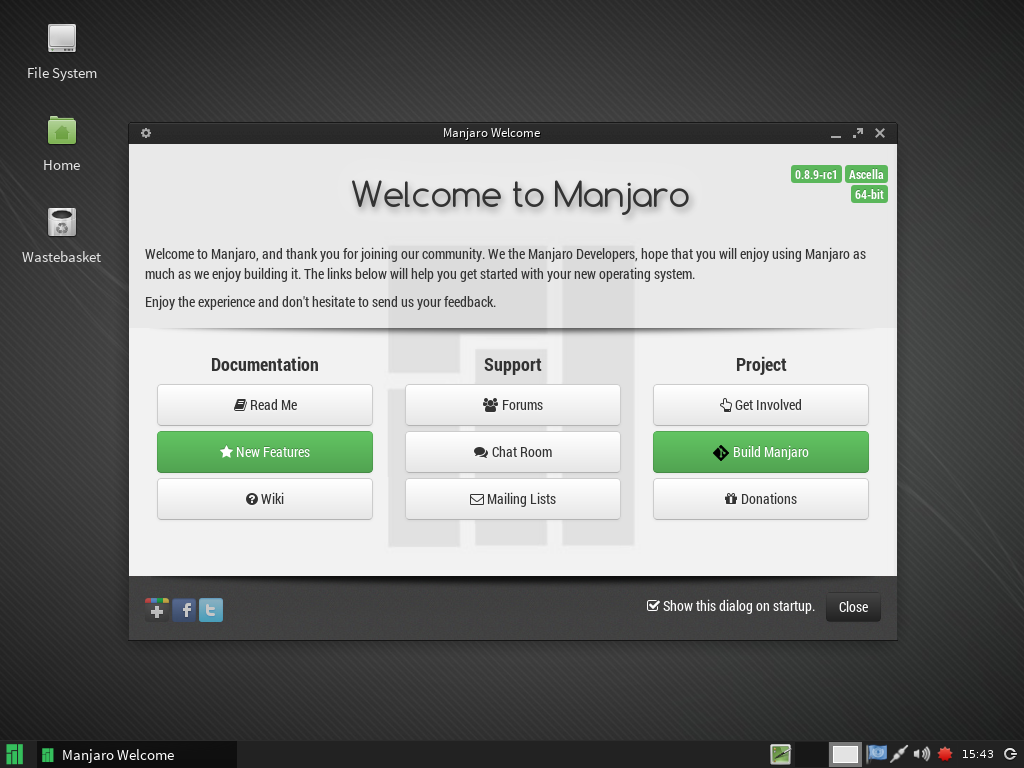 File System
Home
Wastebasket
Manjaro Welcome
0.8.9-rc1 Ascella
64-bit
Welcome to Manjaro
Welcome to Manjaro, and thank you for joining our community. We the Manjaro Developers, hope that you will enjoy using Manjaro as
much as we enjoy building it. The links below will help you get started with your new operating system.
Enjoy the experience and don't hesitate to send us your feedback.
Documentation
Read Me
New Features
Wiki
Support
Forums
Chat Room
Mailing Lists
Project
Get Involved
Build Manjaro
Donations
Show this dialog on startup.
Close
Manjaro Welcome
15:43